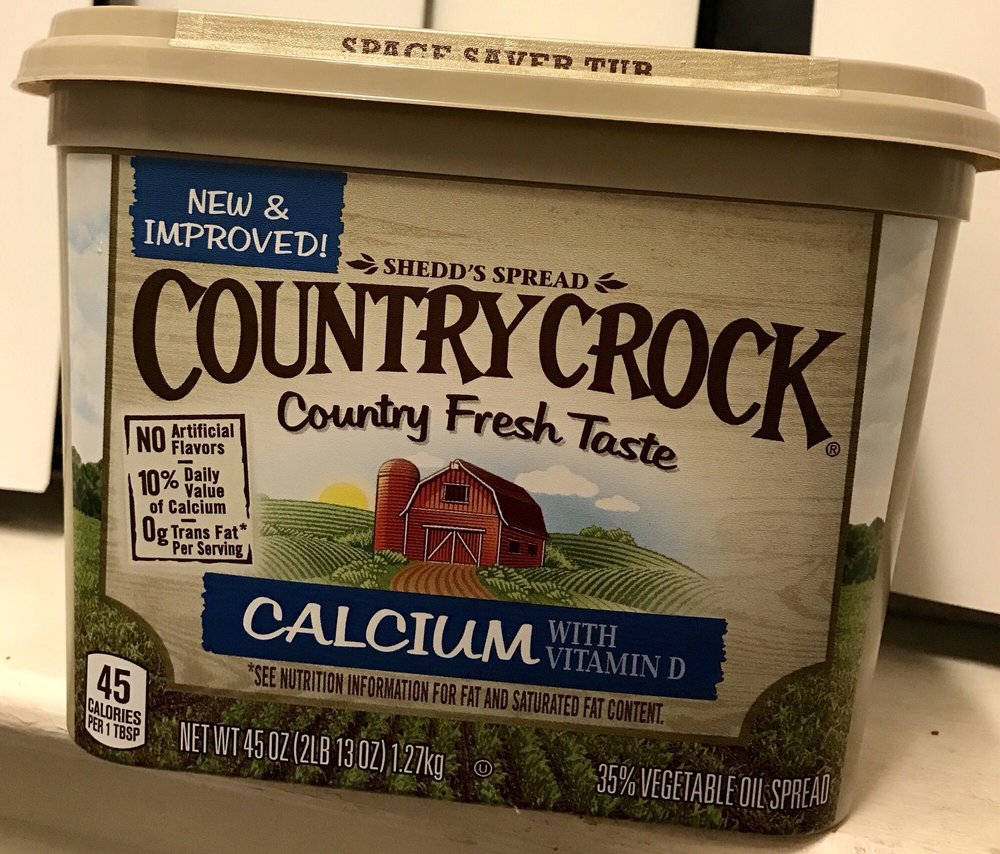 SPACE SAVER TUB
NEW &
IMPROVED!
SHEDD'S SPREAD
COUNTRY CROCK®
Country Fresh Taste
NO Artificial
Flavors
10% Daily
Value
of Calcium
0g Trans Fat*
Per Serving
CALCIUM WITH
VITAMIN D
*SEE NUTRITION INFORMATION FOR FAT AND SATURATED FAT CONTENT.
45
CALORIES
PER 1 TBSP
NET WT 45 OZ (2LB 13 OZ) 1.27kg
U
35% VEGETABLE OIL SPREAD